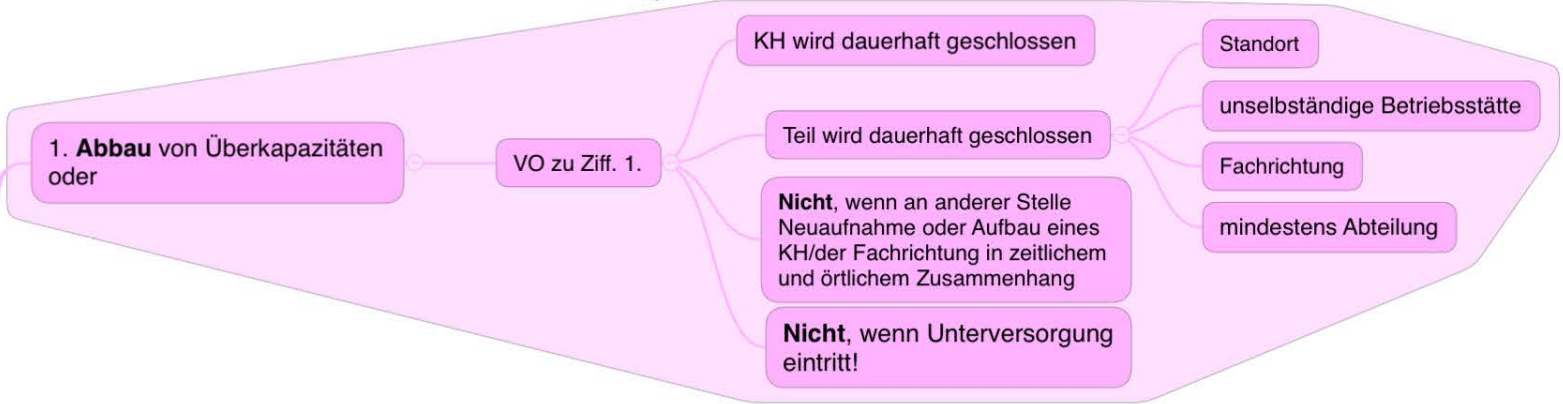 1. Abbau von Überkapazitäten
oder
VO zu Ziff. 1.
KH wird dauerhaft geschlossen
Teil wird dauerhaft geschlossen
Standort
unselbständige Betriebsstätte
Fachrichtung
mindestens Abteilung
Nicht, wenn an anderer Stelle
Neuaufnahme oder Aufbau eines
KH/der Fachrichtung in zeitlichem
und örtlichem Zusammenhang
Nicht, wenn Unterversorgung
eintritt!